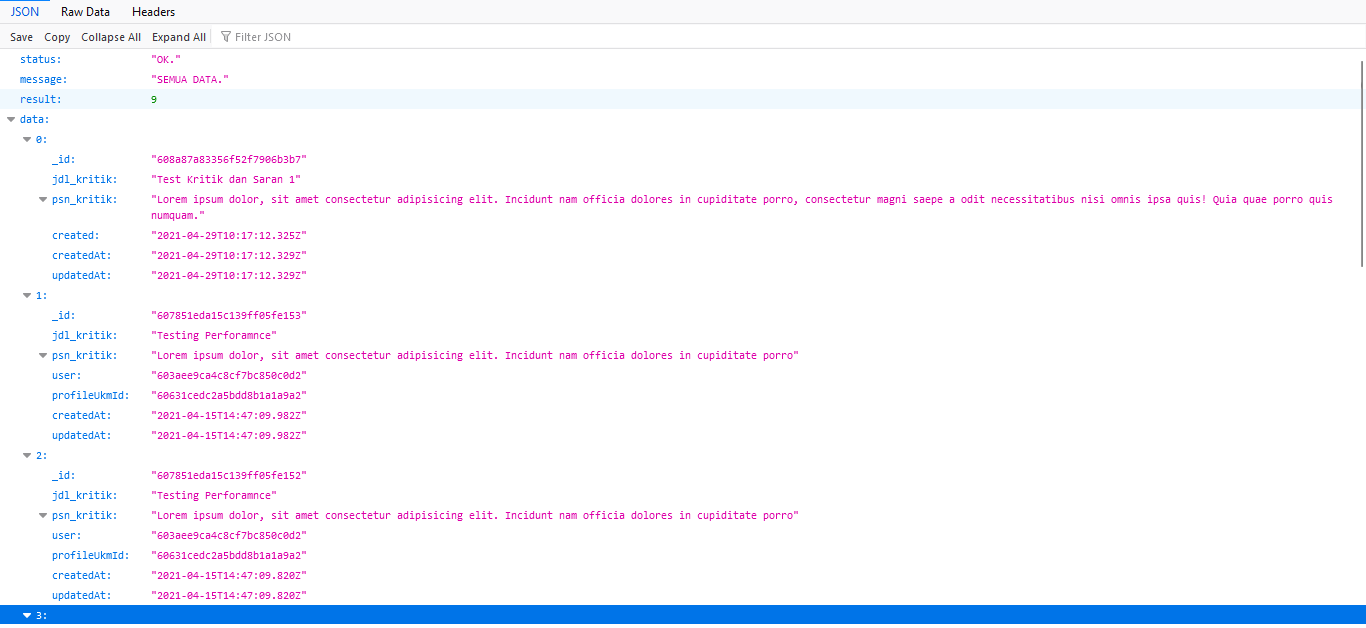 JSON Raw Data Headers
Save Copy Collapse All Expand All Filter JSON
status: "OK."
message: "SEMUA DATA."
result: 9
data:
0:
_id: "608a87a83356f52f7906b3b7"
jdl_kritik: "Test Kritik dan Saran 1"
psn_kritik: "Lorem ipsum dolor, sit amet consectetur adipisicing elit. Incidunt nam officia dolores in cupiditate porro, consectetur magni saepe a odit necessitatibus nisi omnis ipsa quis! Quia quae porro quis
numquam."
created: "2021-04-29T10:17:12.325Z"
createdAt: "2021-04-29T10:17:12.329Z"
updatedAt: "2021-04-29T10:17:12.329Z"
1:
_id: "607851eda15c139ff05fe153"
jdl_kritik: "Testing Perforamnce"
psn_kritik: "Lorem ipsum dolor, sit amet consectetur adipisicing elit. Incidunt nam officia dolores in cupiditate porro"
user: "603aee9ca4c8cf7bc850c0d2"
profileUkmId: "60631cedc2a5bdd8b1a1a9a2"
createdAt: "2021-04-15T14:47:09.982Z"
updatedAt: "2021-04-15T14:47:09.982Z"
2:
_id: "607851eda15c139ff05fe152"
jdl_kritik: "Testing Perforamnce"
psn_kritik: "Lorem ipsum dolor, sit amet consectetur adipisicing elit. Incidunt nam officia dolores in cupiditate porro"
user: "603aee9ca4c8cf7bc850c0d2"
profileUkmId: "60631cedc2a5bdd8b1a1a9a2"
createdAt: "2021-04-15T14:47:09.820Z"
updatedAt: "2021-04-15T14:47:09.820Z"
3: